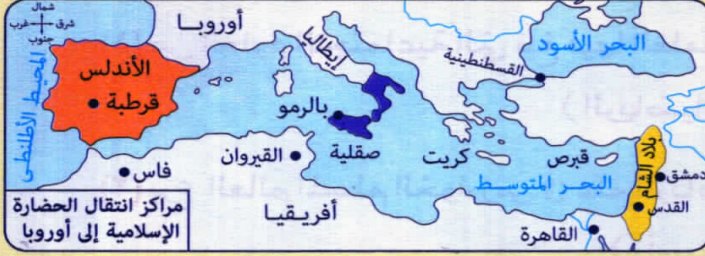 شمال
شرق
غرب
جنوب
أوروبا
البحر الأسود
إيطاليا
القسطنطينية
الأندلس
قرطبة
المحيط الأطلنطى
بالرمو
بلاد الشام
القيروان
صقلية
كريت
قبرص
دمشق
فاس
البحر المتوسط
القدس
أفريقيا
القاهرة
مراكز انتقال الحضارة
الإسلامية إلى أوروبا